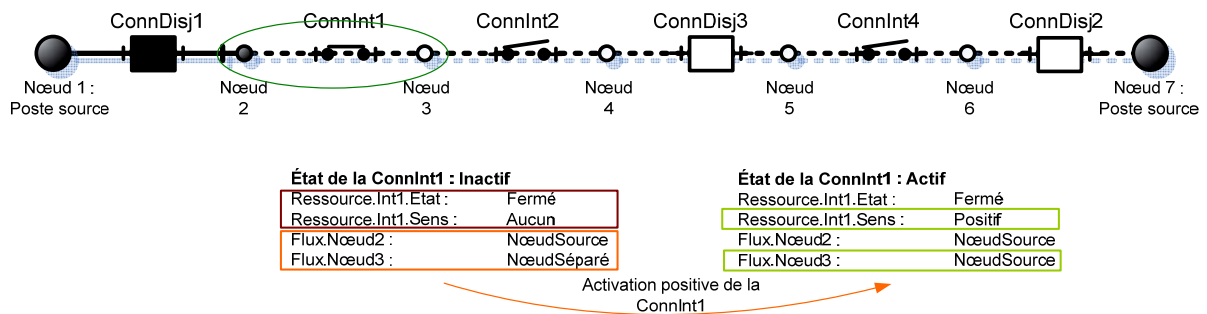 ConnDisj1 ConnInt1 ConnInt2 ConnDisj3 ConnInt4 ConnDisj2
Nœud 1 : Nœud Nœud Nœud Nœud Nœud Nœud 7 :
Poste source 2 3 4 5 6 Poste source
État de la ConnInt1 : Inactif
Ressource.Int1.Etat : Fermé
Ressource.Int1.Sens : Aucun
Flux.Nœud2 : NœudSource
Flux.Nœud3 : NœudSéparé
État de la ConnInt1 : Actif
Ressource.Int1.Etat : Fermé
Ressource.Int1.Sens : Positif
Flux.Nœud2 : NœudSource
Flux.Nœud3 : NœudSource
Activation positive de la
ConnInt1